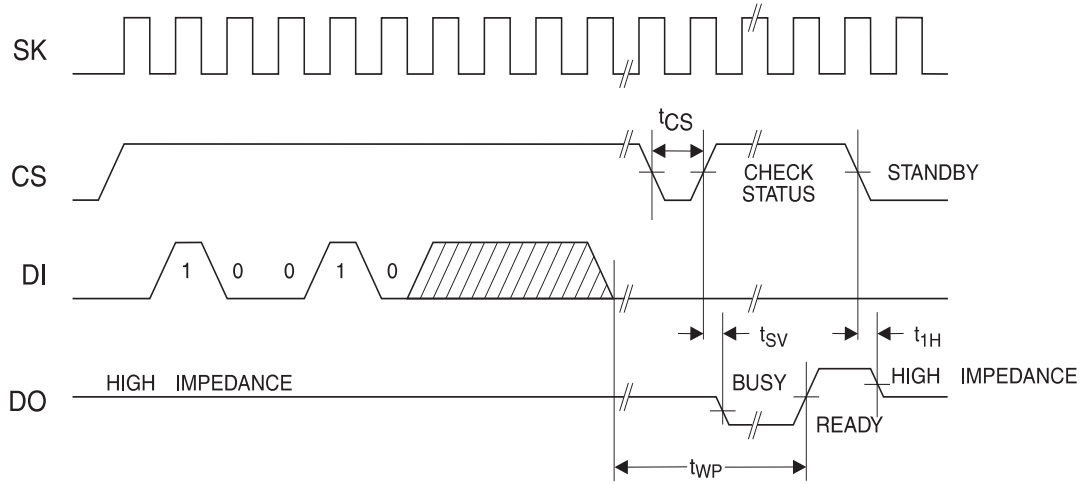 SK
tCS
CS
CHECK
STATUS
STANDBY
DI
1 0 0 1 0
tSV
t1H
HIGH IMPEDANCE
BUSY
HIGH IMPEDANCE
DO
READY
tWP